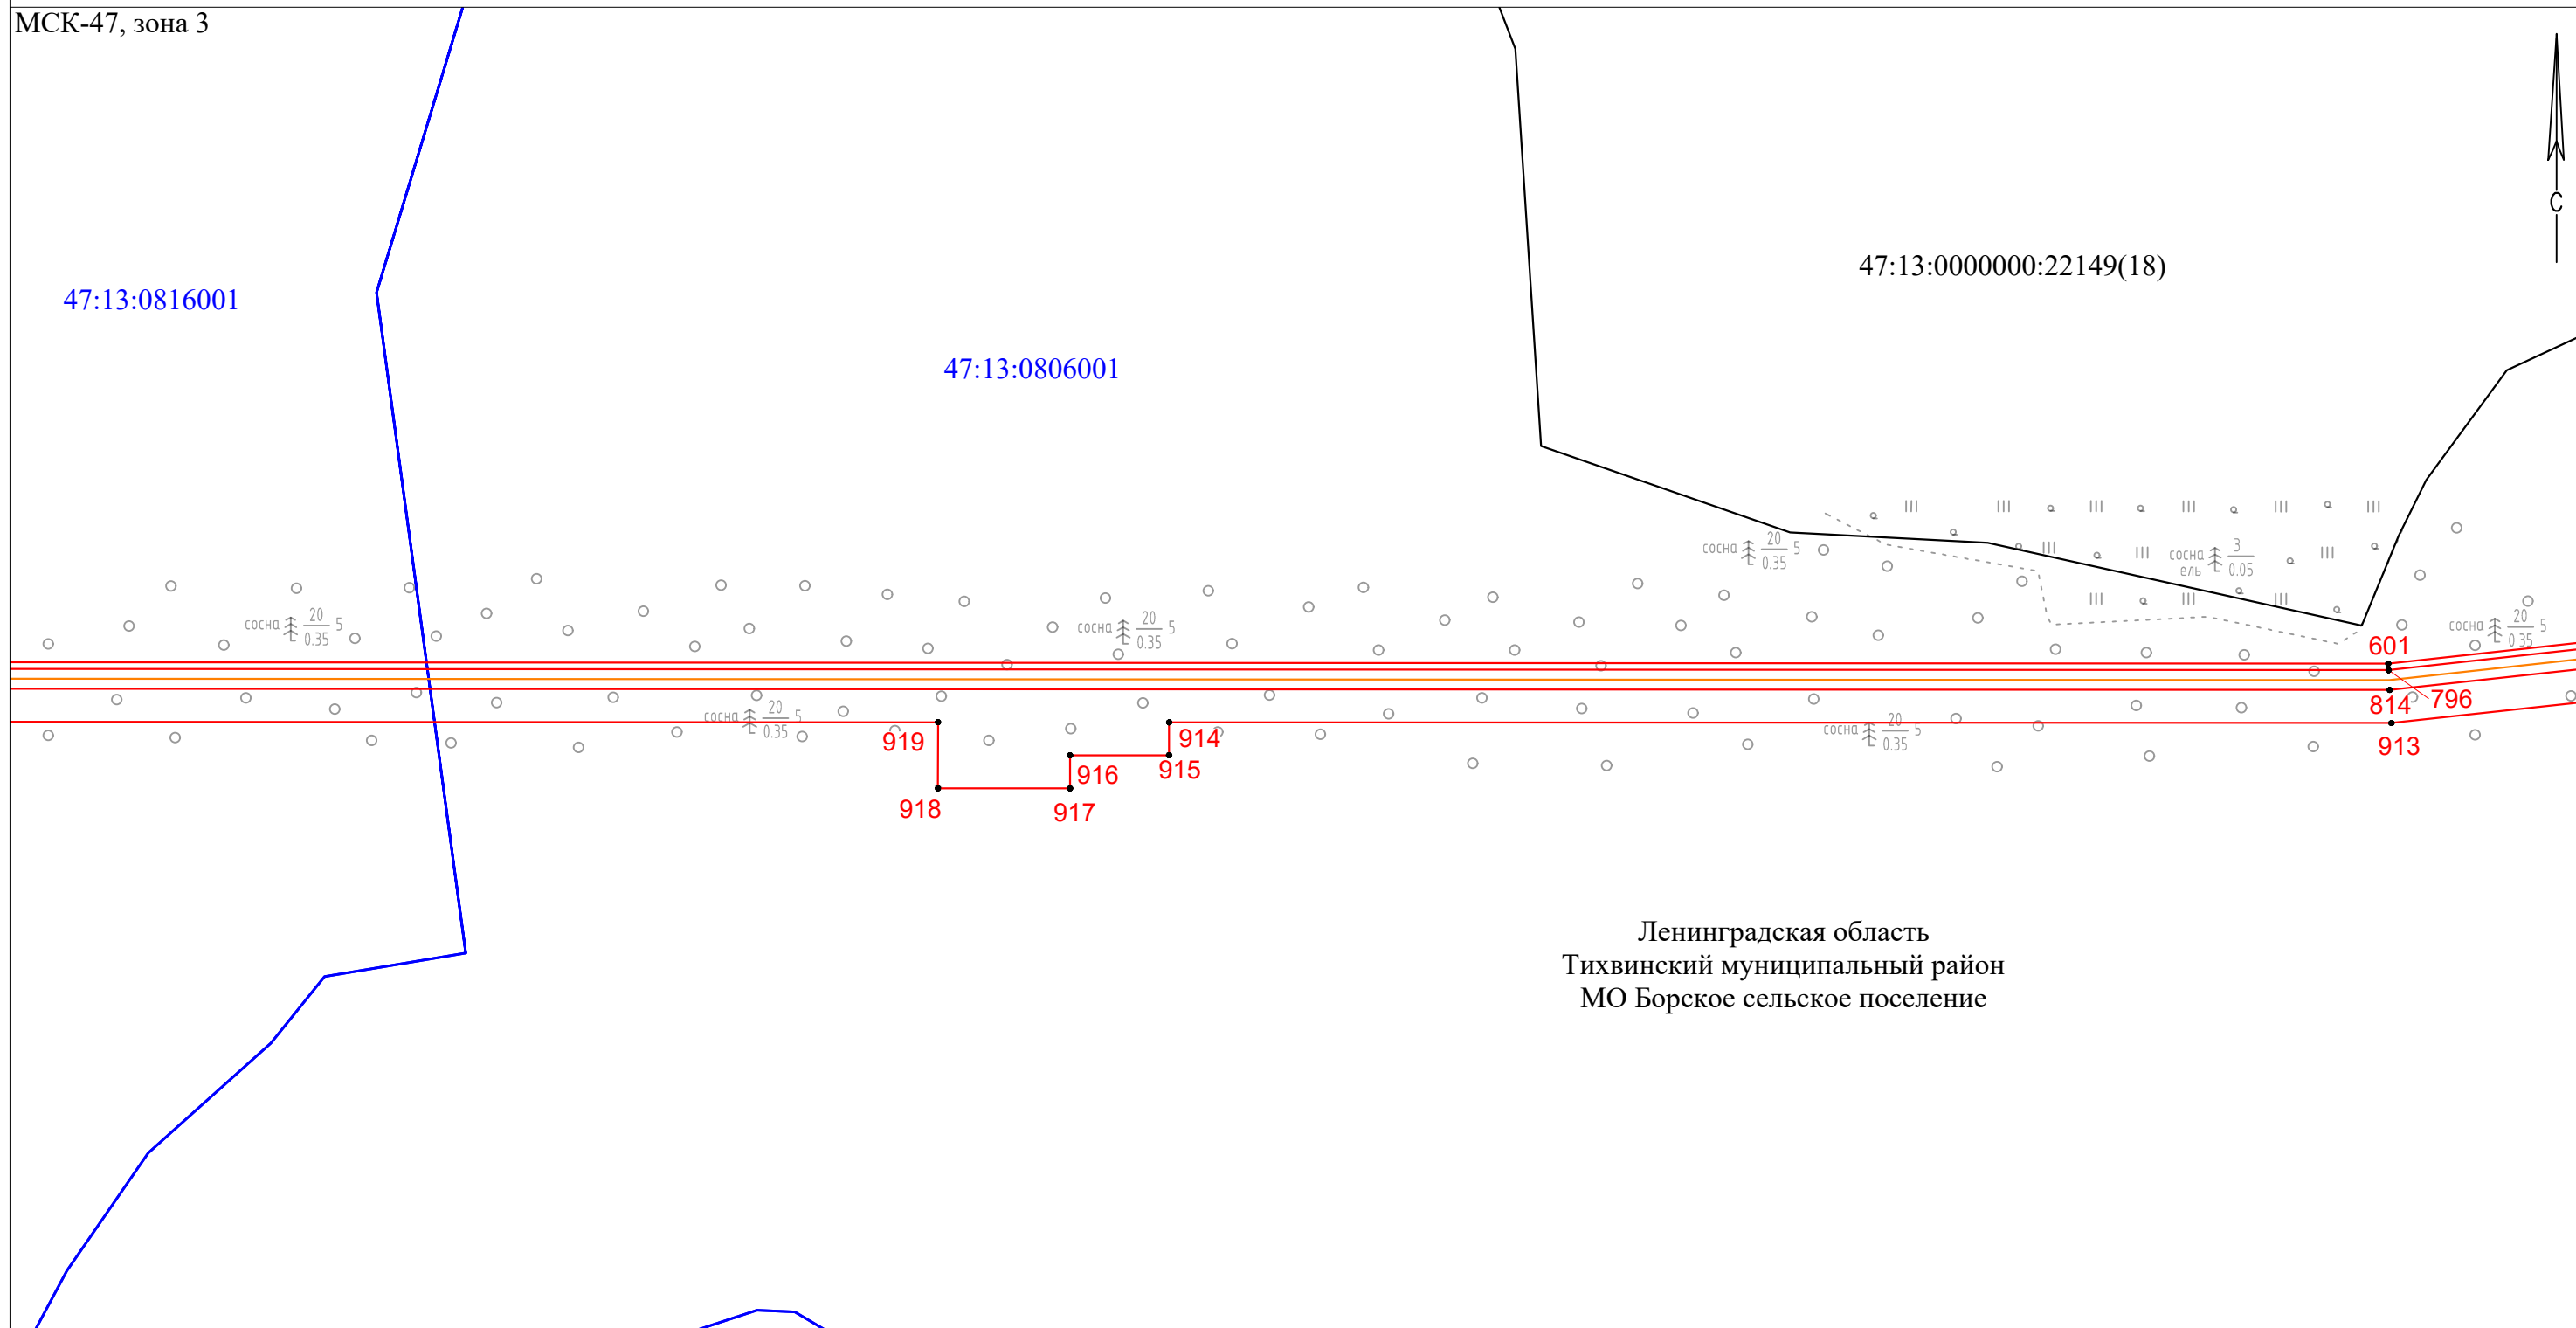 МСК-47, зона 3
С
47:13:0000000:22149(18)
47:13:0816001
47:13:0806001
сосна 20 5
0.35
сосна 3
ель 0.05
сосна 20 5
0.35
сосна 20 5
0.35
сосна 20 5
0.35
601
796
814
сосна 20 5
0.35
сосна 20 5
0.35
919
914
913
916
915
918
917
Ленинградская область
Тихвинский муниципальный район
МО Борское сельское поселение